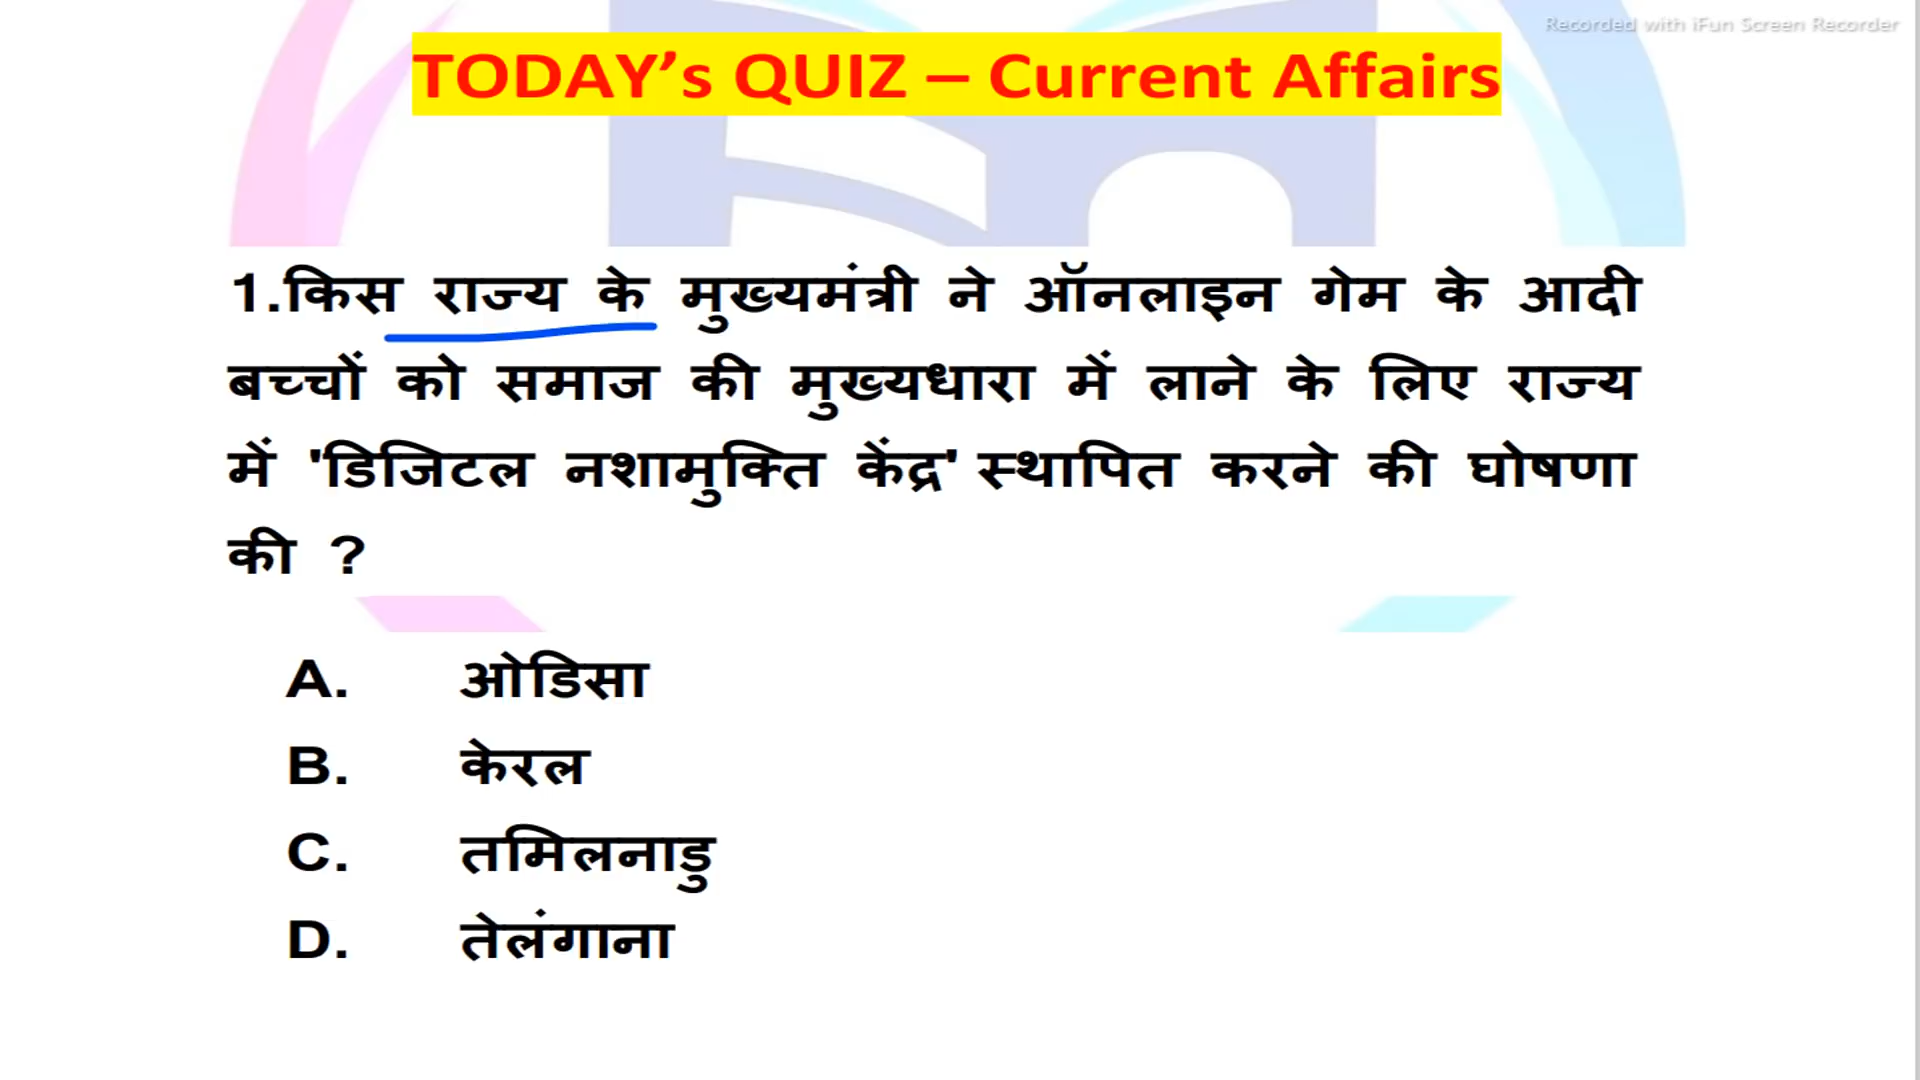 Recorded with iFun Screen Recorder
TODAY’s QUIZ – Current Affairs
1.किस राज्य के मुख्यमंत्री ने ऑनलाइन गेम के आदी
बच्चों को समाज की मुख्यधारा में लाने के लिए राज्य
में 'डिजिटल नशामुक्ति केंद्र' स्थापित करने की घोषणा
की ?
A. ओडिसा
B. केरल
C. तमिलनाडु
D. तेलंगाना